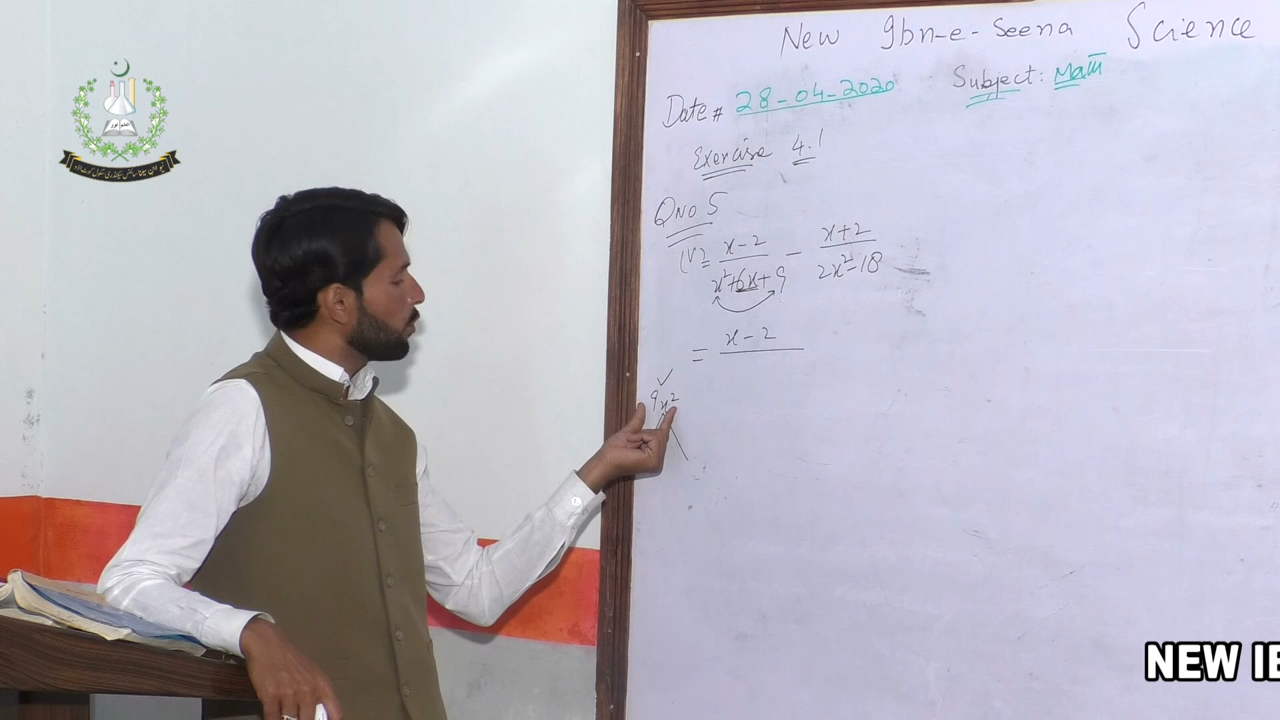 New Ibn-e-Seena Science
Date # 28-04-2020 Subject: Math
Exercise 4.1
Q No 5
(V) = x-2 / x²+6x+9 - x+2 / 2x²-18
= x-2
9x²
NEW IB